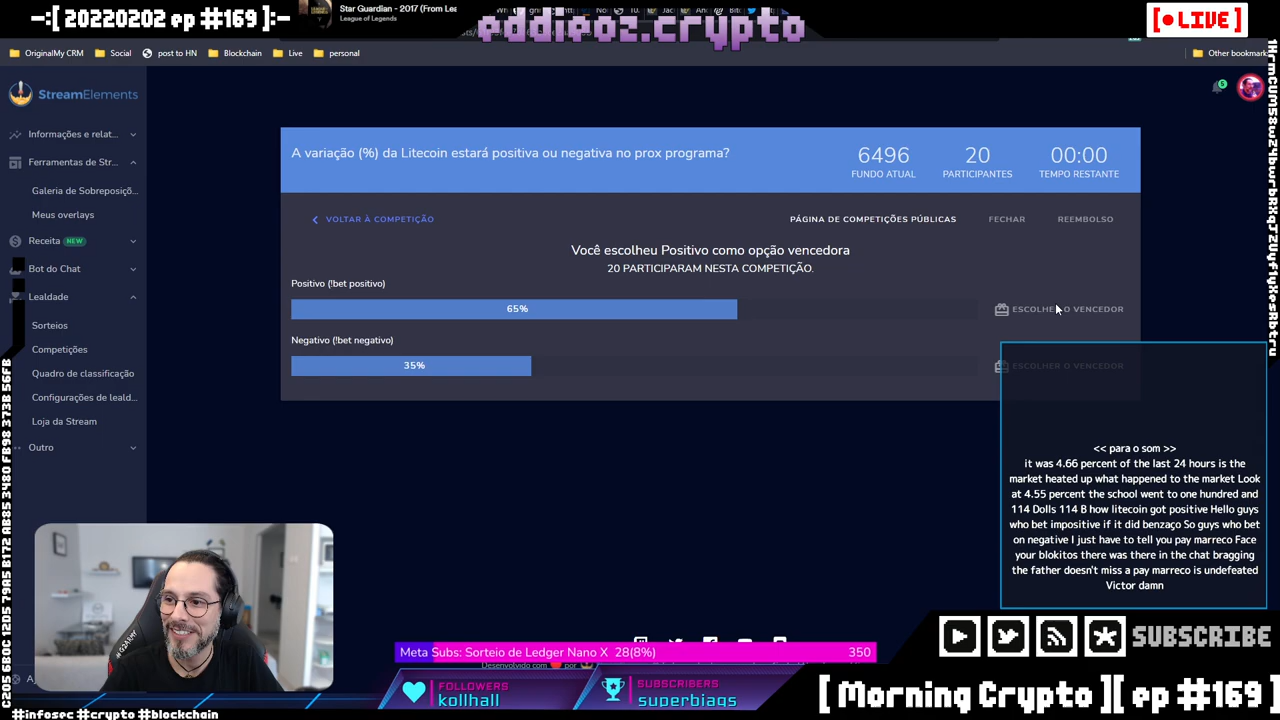 -:[ 20220202 ep #169 ]:-
Star Guardian - 2017 (From Lea
League of Legends
eddieoz.crypto
[● LIVE ]
OriginalMy CRM
Social
post to HN
Blockchain
Live
personal
Other bookmark
StreamElements
5
Informações e relat...
Ferramentas de Str...
Galeria de Sobreposiçõ...
Meus overlays
Receita NEW
Bot do Chat
Lealdade
Sorteios
Competições
Quadro de classificação
Configurações de leald...
Loja da Stream
Outro
A variação (%) da Litecoin estará positiva ou negativa no prox programa?
6496
FUNDO ATUAL
20
PARTICIPANTES
00:00
TEMPO RESTANTE
VOLTAR À COMPETIÇÃO
PÁGINA DE COMPETIÇÕES PÚBLICAS
FECHAR
REEMBOLSO
Você escolheu Positivo como opção vencedora
20 PARTICIPARAM NESTA COMPETIÇÃO.
Positivo (!bet positivo)
65%
ESCOLHER O VENCEDOR
Negativo (!bet negativo)
35%
ESCOLHER O VENCEDOR
<< para o som >>
it was 4.66 percent of the last 24 hours is the
market heated up what happened to the market Look
at 4.55 percent the school went to one hundred and
114 Dolls 114 B how litecoin got positive Hello guys
who bet impositive if it did benzaço So guys who bet
on negative I just have to tell you pay marreco Face
your blokitos there was there in the chat bragging
the father doesn't miss a pay marreco is undefeated
Victor damn
Meta Subs: Sorteio de Ledger Nano X 28(8%)
350
Desenvolvido com
por
FOLLOWERS
kollhall
SUBSCRIBERS
superbiaqs
SUBSCRIBE
[ Morning Crypto ][ ep #169 ]
#infosec #crypto #blockchain